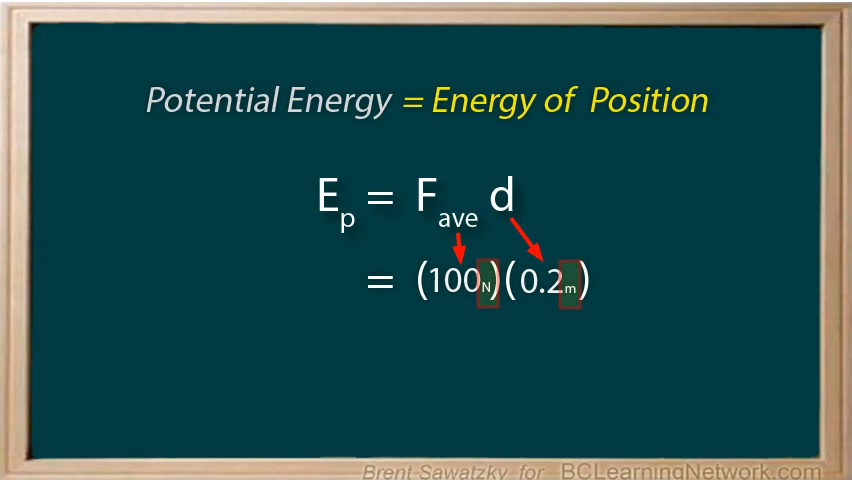 Potential Energy = Energy of Position
Ep = Fave d
= (100N)(0.2m)
Brent Sawatzky for BCLearningNetwork.com